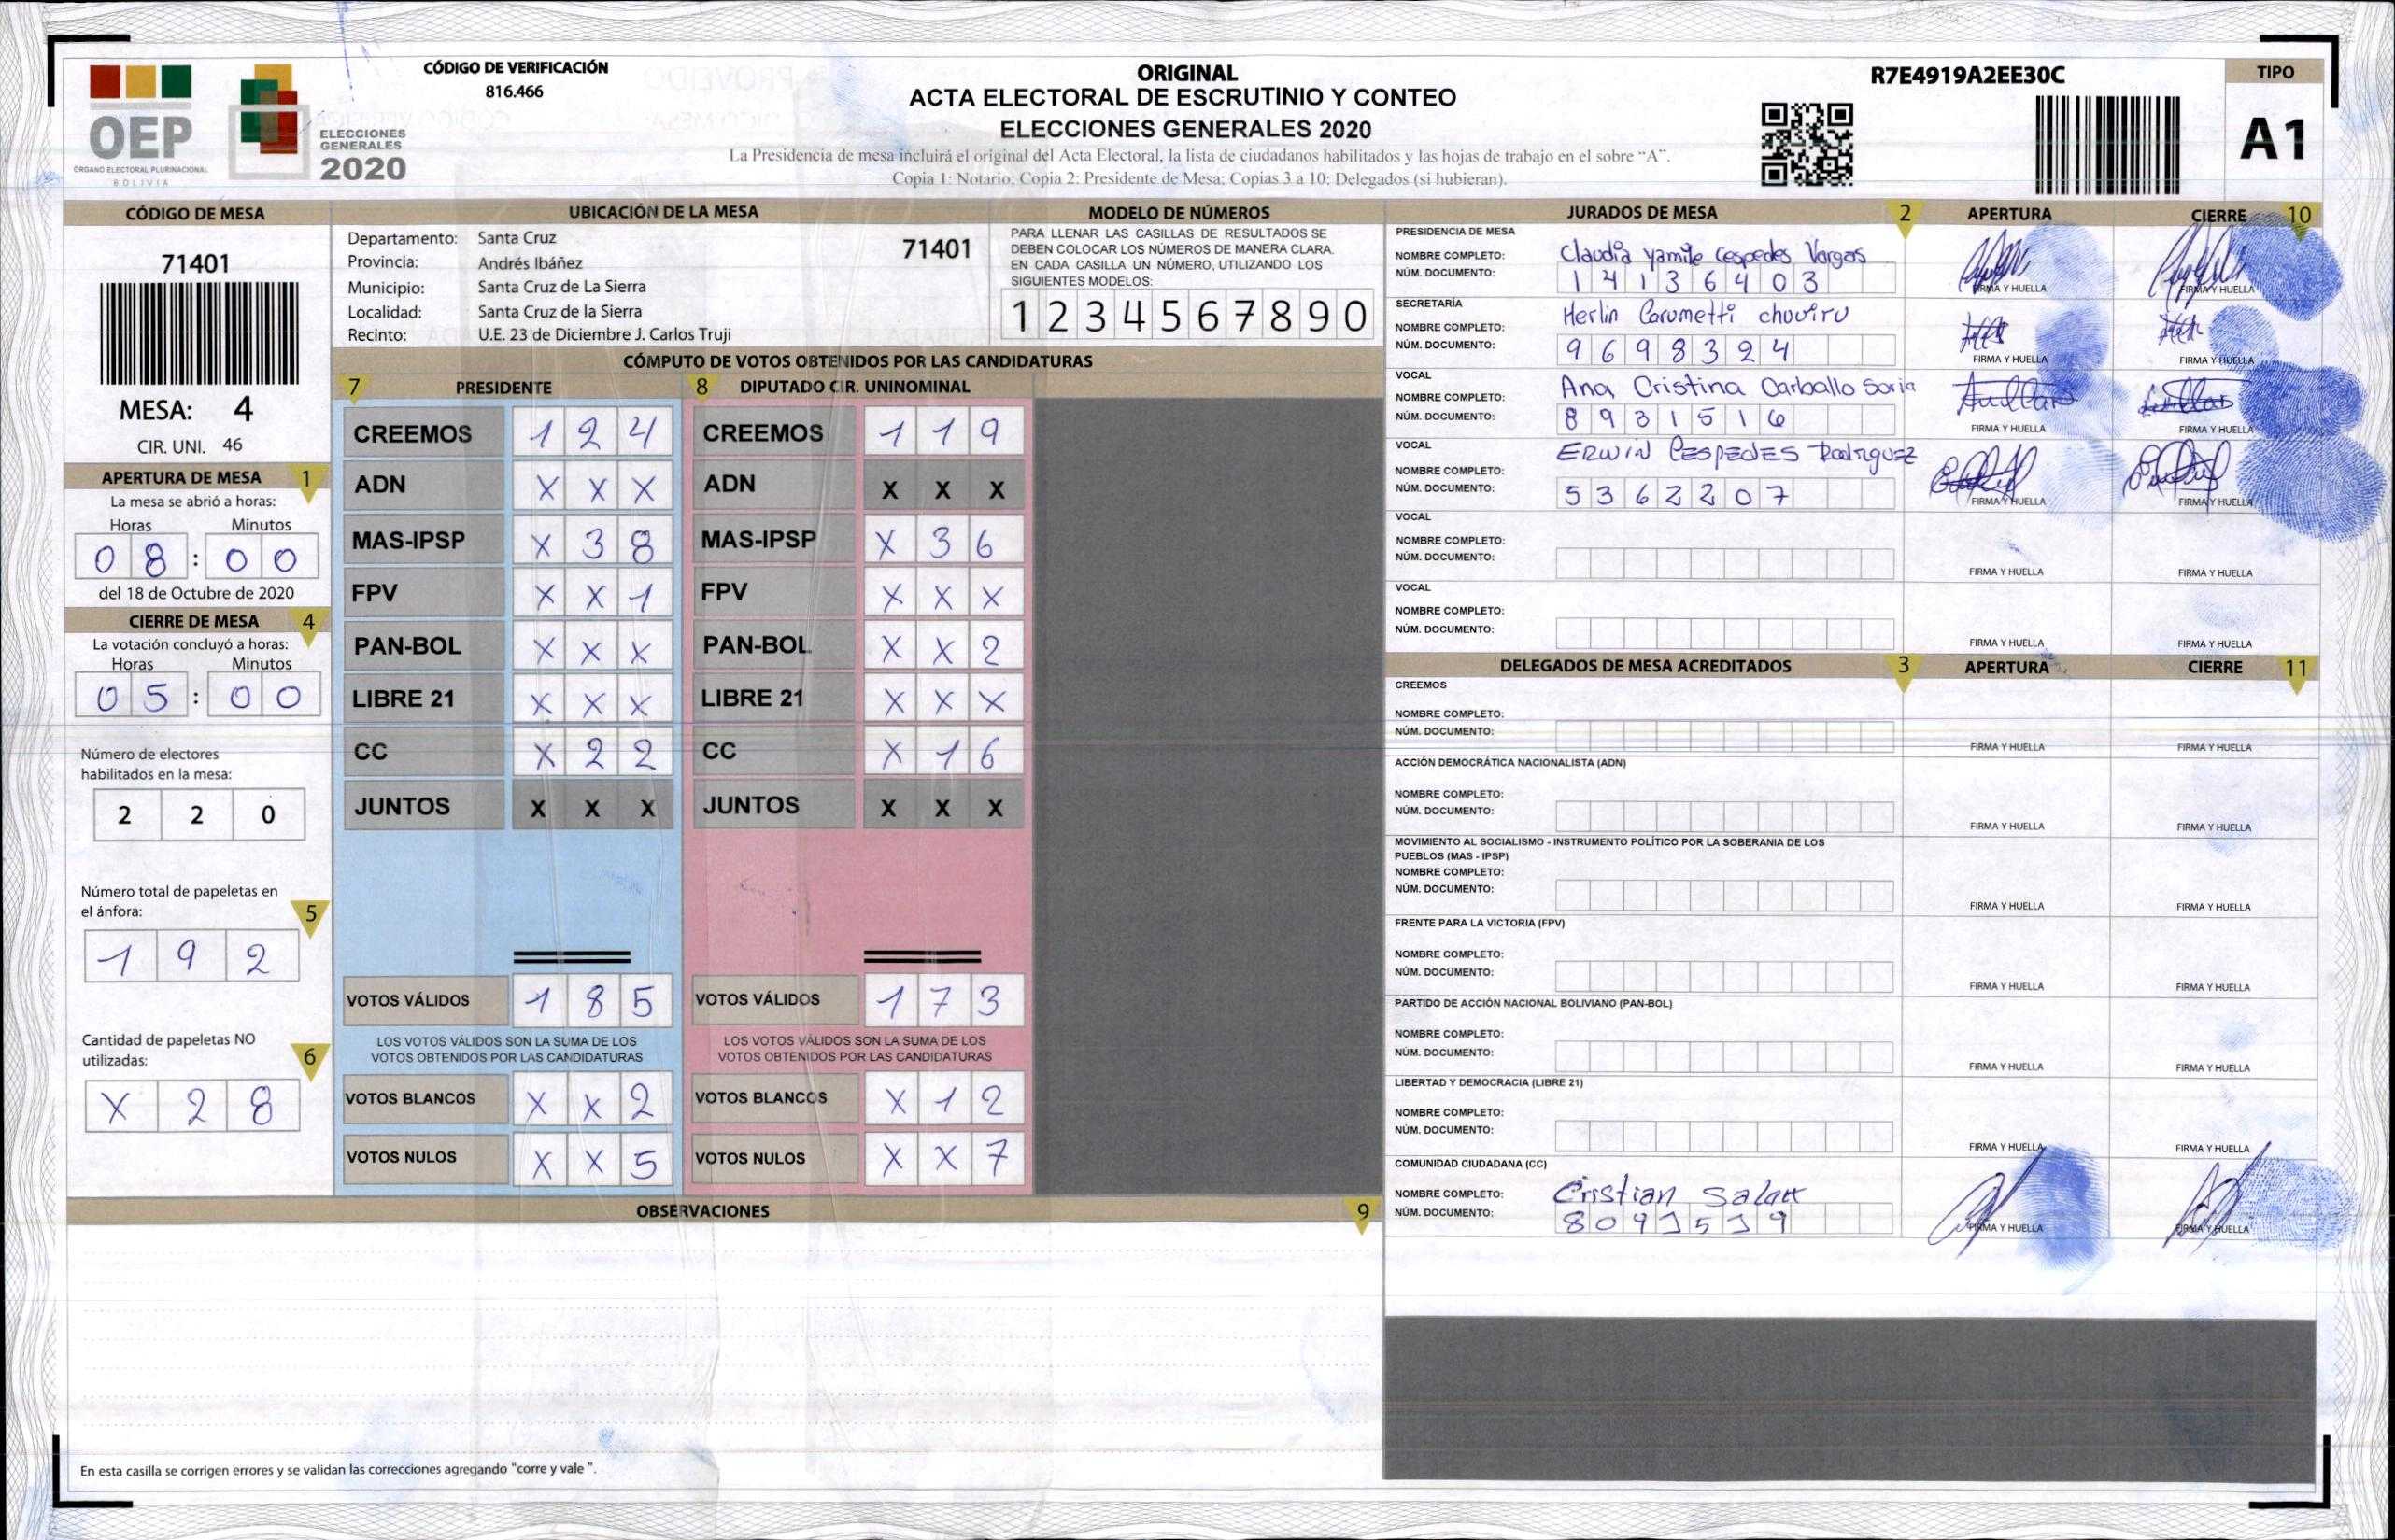 CÓDIGO DE VERIFICACIÓN
816.466
OEP
ÓRGANO ELECTORAL PLURINACIONAL
BOLIVIA
ELECCIONES
GENERALES
2020
ORIGINAL
ACTA ELECTORAL DE ESCRUTINIO Y CONTEO
ELECCIONES GENERALES 2020
La Presidencia de mesa incluirá el original del Acta Electoral, la lista de ciudadanos habilitados y las hojas de trabajo en el sobre “A”.
Copia 1: Notario; Copia 2: Presidente de Mesa; Copias 3 a 10: Delegados (si hubieran).
R7E4919A2EE30C
TIPO
A1
CÓDIGO DE MESA
71401
MESA: 4
CIR. UNI. 46
APERTURA DE MESA 1
La mesa se abrió a horas:
Horas Minutos
0 8 : 0 0
del 18 de Octubre de 2020
CIERRE DE MESA 4
La votación concluyó a horas:
Horas Minutos
0 5 : 0 0
Número de electores
habilitados en la mesa:
2 2 0
Número total de papeletas en
el ánfora: 5
1 9 2
Cantidad de papeletas NO
utilizadas: 6
X 2 8
UBICACIÓN DE LA MESA
Departamento: Santa Cruz 71401
Provincia: Andrés Ibáñez
Municipio: Santa Cruz de La Sierra
Localidad: Santa Cruz de la Sierra
Recinto: U.E. 23 de Diciembre J. Carlos Truji
MODELO DE NÚMEROS
PARA LLENAR LAS CASILLAS DE RESULTADOS SE
DEBEN COLOCAR LOS NÚMEROS DE MANERA CLARA.
EN CADA CASILLA UN NÚMERO, UTILIZANDO LOS
SIGUIENTES MODELOS:
1 2 3 4 5 6 7 8 9 0
CÓMPUTO DE VOTOS OBTENIDOS POR LAS CANDIDATURAS
7 PRESIDENTE
CREEMOS 1 2 4
ADN X X X
MAS-IPSP X 3 8
FPV X X 1
PAN-BOL X X X
LIBRE 21 X X X
CC X 2 2
JUNTOS X X X
VOTOS VÁLIDOS 1 8 5
LOS VOTOS VÁLIDOS SON LA SUMA DE LOS
VOTOS OBTENIDOS POR LAS CANDIDATURAS
VOTOS BLANCOS X X 2
VOTOS NULOS X X 5
8 DIPUTADO CIR. UNINOMINAL
CREEMOS 1 1 9
ADN X X X
MAS-IPSP X 3 6
FPV X X X
PAN-BOL X X 2
LIBRE 21 X X X
CC X 1 6
JUNTOS X X X
VOTOS VÁLIDOS 1 7 3
LOS VOTOS VÁLIDOS SON LA SUMA DE LOS
VOTOS OBTENIDOS POR LAS CANDIDATURAS
VOTOS BLANCOS X 1 2
VOTOS NULOS X X 7
OBSERVACIONES 9
En esta casilla se corrigen errores y se validan las correcciones agregando "corre y vale ".
JURADOS DE MESA 2 APERTURA CIERRE 10
PRESIDENCIA DE MESA
NOMBRE COMPLETO: Claudia yamile Cespedes Vargas
NÚM. DOCUMENTO: 1 4 1 3 6 4 0 3
FIRMA Y HUELLA FIRMA Y HUELLA
SECRETARÍA
NOMBRE COMPLETO: Herlin Carumetti chuviru
NÚM. DOCUMENTO: 9 6 9 8 3 2 4
FIRMA Y HUELLA FIRMA Y HUELLA
VOCAL
NOMBRE COMPLETO: Ana Cristina Carballo Soria
NÚM. DOCUMENTO: 8 9 3 1 5 1 6
FIRMA Y HUELLA FIRMA Y HUELLA
VOCAL
NOMBRE COMPLETO: ERWIN CESPEDES Rodriguez
NÚM. DOCUMENTO: 5 3 6 2 2 0 7
FIRMA Y HUELLA FIRMA Y HUELLA
VOCAL
NOMBRE COMPLETO:
NÚM. DOCUMENTO:
FIRMA Y HUELLA FIRMA Y HUELLA
VOCAL
NOMBRE COMPLETO:
NÚM. DOCUMENTO:
FIRMA Y HUELLA FIRMA Y HUELLA
DELEGADOS DE MESA ACREDITADOS 3 APERTURA CIERRE 11
CREEMOS
NOMBRE COMPLETO:
NÚM. DOCUMENTO:
FIRMA Y HUELLA FIRMA Y HUELLA
ACCIÓN DEMOCRÁTICA NACIONALISTA (ADN)
NOMBRE COMPLETO:
NÚM. DOCUMENTO:
FIRMA Y HUELLA FIRMA Y HUELLA
MOVIMIENTO AL SOCIALISMO - INSTRUMENTO POLÍTICO POR LA SOBERANIA DE LOS
PUEBLOS (MAS - IPSP)
NOMBRE COMPLETO:
NÚM. DOCUMENTO:
FIRMA Y HUELLA FIRMA Y HUELLA
FRENTE PARA LA VICTORIA (FPV)
NOMBRE COMPLETO:
NÚM. DOCUMENTO:
FIRMA Y HUELLA FIRMA Y HUELLA
PARTIDO DE ACCIÓN NACIONAL BOLIVIANO (PAN-BOL)
NOMBRE COMPLETO:
NÚM. DOCUMENTO:
FIRMA Y HUELLA FIRMA Y HUELLA
LIBERTAD Y DEMOCRACIA (LIBRE 21)
NOMBRE COMPLETO:
NÚM. DOCUMENTO:
FIRMA Y HUELLA FIRMA Y HUELLA
COMUNIDAD CIUDADANA (CC)
NOMBRE COMPLETO: Cristian
NÚM. DOCUMENTO: 8 0 9 1 5 1 9
FIRMA Y HUELLA FIRMA Y HUELLA